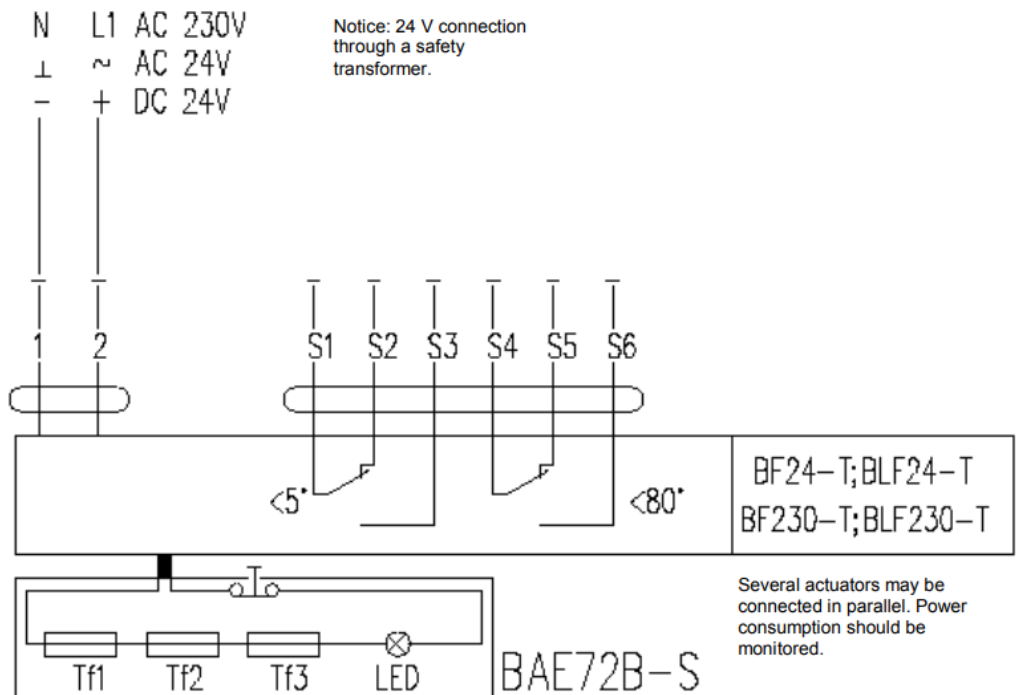 N L1 AC 230V
⊥ ~ AC 24V
− + DC 24V
Notice: 24 V connection
through a safety
transformer.
1 2 S1 S2 S3 S4 S5 S6
<5° <80°
BF24−T;BLF24−T
BF230−T;BLF230−T
Several actuators may be
connected in parallel. Power
consumption should be
monitored.
Tf1 Tf2 Tf3 LED
BAE72B−S